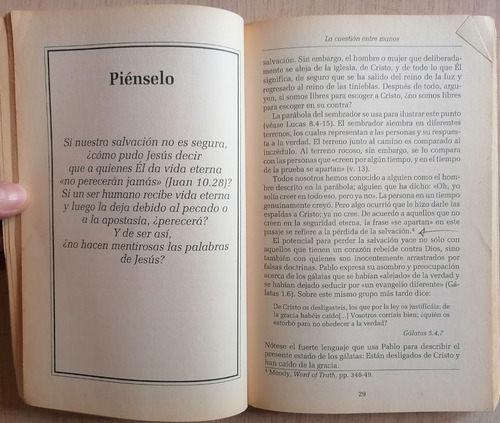 Piénselo
Si nuestra salvación no es segura,
¿cómo pudo Jesús decir
que a quienes Él da vida eterna
«no perecerán jamás» (Juan 10.28)?
Si un ser humano recibe vida eterna
y luego la deja debido al pecado o
a la apostasía, ¿perecerá?
Y de ser así,
¿no hacen mentirosas las palabras
de Jesús?
La cuestión entre manos
salvación. Sin embargo, el hombre o mujer que deliberada-
mente se aleja de la iglesia, de Cristo, y de todo lo que Él
significa, de seguro que se ha salido del reino de la luz y
regresado al reino de las tinieblas. Después de todo, argu-
yen, si somos libres para escoger a Cristo, ¿no somos libres
para escoger en su contra?
La parábola del sembrador se usa para ilustrar este punto
(véase Lucas 8.4-15). El sembrador siembra en diferentes
terrenos, los cuales representan a las personas y su respues-
ta a la verdad. El terreno junto al camino es comparado al
incrédulo. Al terreno rocoso, sin embargo, se lo compara
con las personas que «creen por algún tiempo, y en el tiempo
de la prueba se apartan» (v. 13).
Todos nosotros hemos conocido a alguien como el hom-
bre descrito en la parábola; alguien que ha dicho: «Oh, yo
solía creer en todo eso, pero ya no». La persona en un tiempo
genuinamente creyó. Pero algo ocurrió que le hizo darle las
espaldas a Cristo; ya no cree. De acuerdo a aquellos que no
creen en la seguridad eterna, la frase «se apartan» en este
pasaje se refiere a la pérdida de la salvación.⁴
El potencial para perder la salvación yace no sólo con
aquellos que tienen un corazón rebelde contra Dios, sino
también con quienes son inocentemente arrastrados por
falsas doctrinas. Pablo expresa su asombro y preocupación
acerca de los gálatas que se habían «alejado» de la verdad y
se habían dejado seducir por «un evangelio diferente» (Gá-
latas 1.6). Sobre este mismo grupo más tarde dice:
De Cristo os desligasteis, los que por la ley os justificáis; de
la gracia habéis caído[...] Vosotros corríais bien; ¿quién os
estorbó para no obedecer a la verdad?
Gálatas 5.4,7
Nótese el fuerte lenguaje que usa Pablo para describir el
presente estado de los gálatas: Están desligados de Cristo y
han caído de la gracia.
⁴ Moody, Word of Truth, pp. 348-49.
29